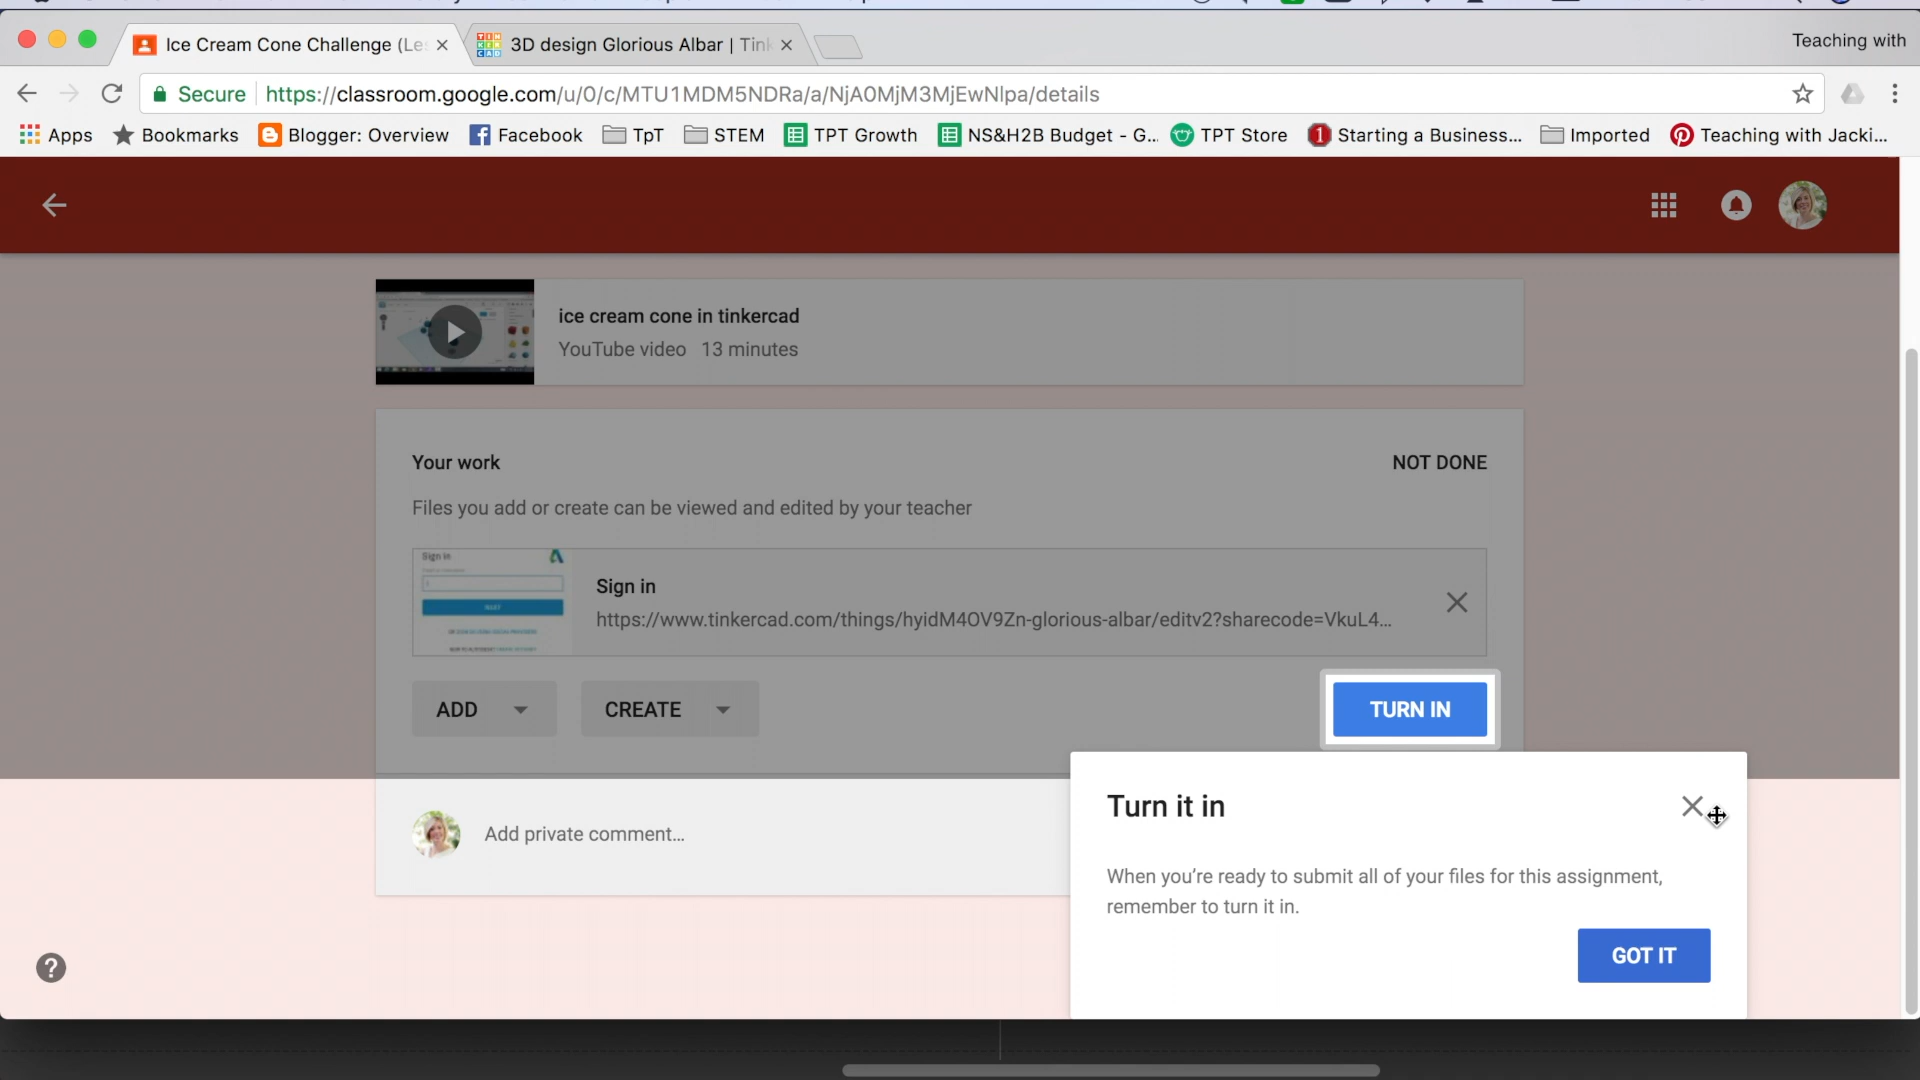 Ice Cream Cone Challenge (Le
3D design Glorious Albar | Tink
Teaching with
Secure
https://classroom.google.com/u/0/c/MTU1MDM5NDRa/a/NjA0MjM3MjEwNlpa/details
Apps
Bookmarks
Blogger: Overview
Facebook
TpT
STEM
TPT Growth
NS&H2B Budget - G...
TPT Store
Starting a Business...
Imported
Teaching with Jacki...
ice cream cone in tinkercad
YouTube video 13 minutes
Your work
NOT DONE
Files you add or create can be viewed and edited by your teacher
Sign in
Sign in
https://www.tinkercad.com/things/hyidM4OV9Zn-glorious-albar/editv2?sharecode=VkuL4...
ADD
CREATE
TURN IN
Turn it in
Add private comment...
When you're ready to submit all of your files for this assignment,
remember to turn it in.
GOT IT